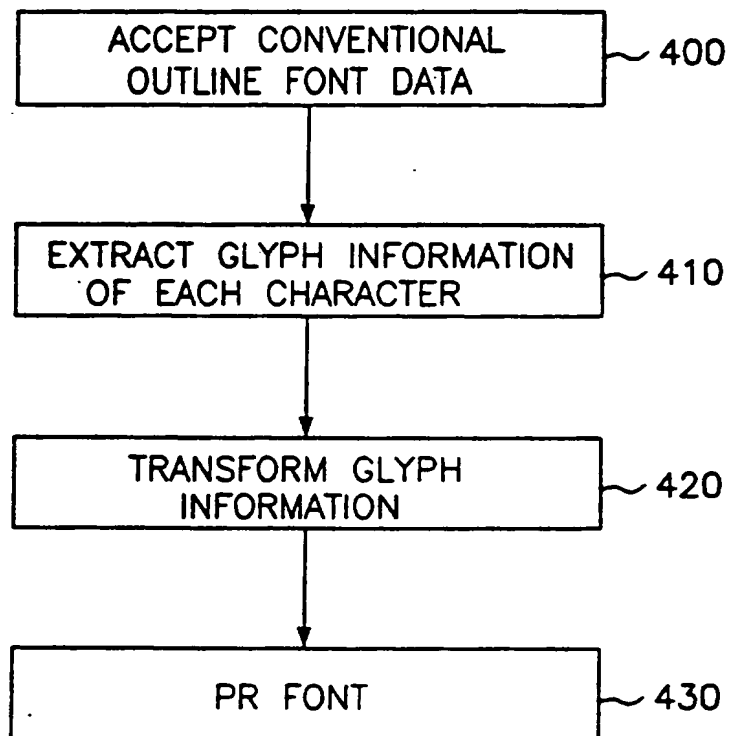 ACCEPT CONVENTIONAL
OUTLINE FONT DATA
400
EXTRACT GLYPH INFORMATION
OF EACH CHARACTER
410
TRANSFORM GLYPH
INFORMATION
420
PR FONT
430